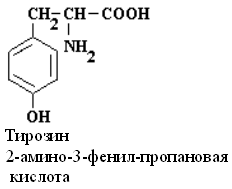 CH₂–CH– COOH
NH₂
OH
Тирозин
2-амино-3-фенил-пропановая
кислота